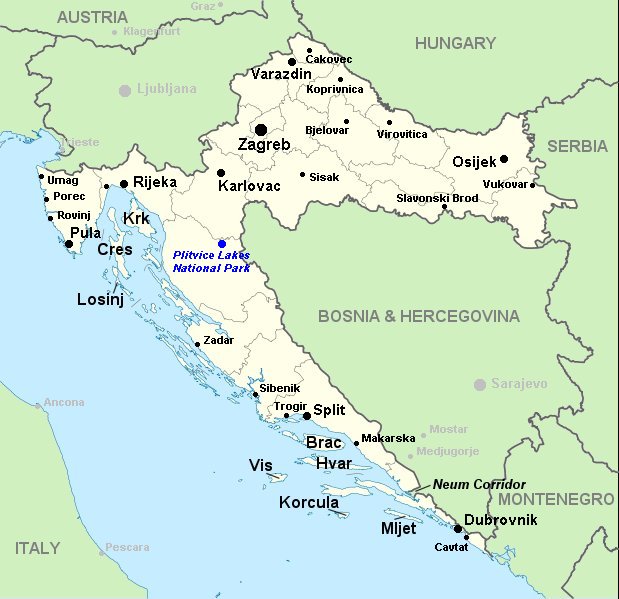 AUSTRIA
Graz
Klagenfurt
HUNGARY
Cakovec
Varazdin
Koprivnica
Ljubljana
Bjelovar
Virovitica
Zagreb
Trieste
SERBIA
Osijek
Umag
Rijeka
Karlovac
Sisak
Vukovar
Porec
Slavonski Brod
Rovinj
Krk
Pula
Cres
Plitvice Lakes
National Park
Losinj
BOSNIA & HERCEGOVINA
Zadar
Sarajevo
Sibenik
Ancona
Trogir
Split
Mostar
Brac
Makarska
Medjugorje
Vis
Hvar
Neum Corridor
Korcula
MONTENEGRO
Mljet
Dubrovnik
ITALY
Pescara
Cavtat